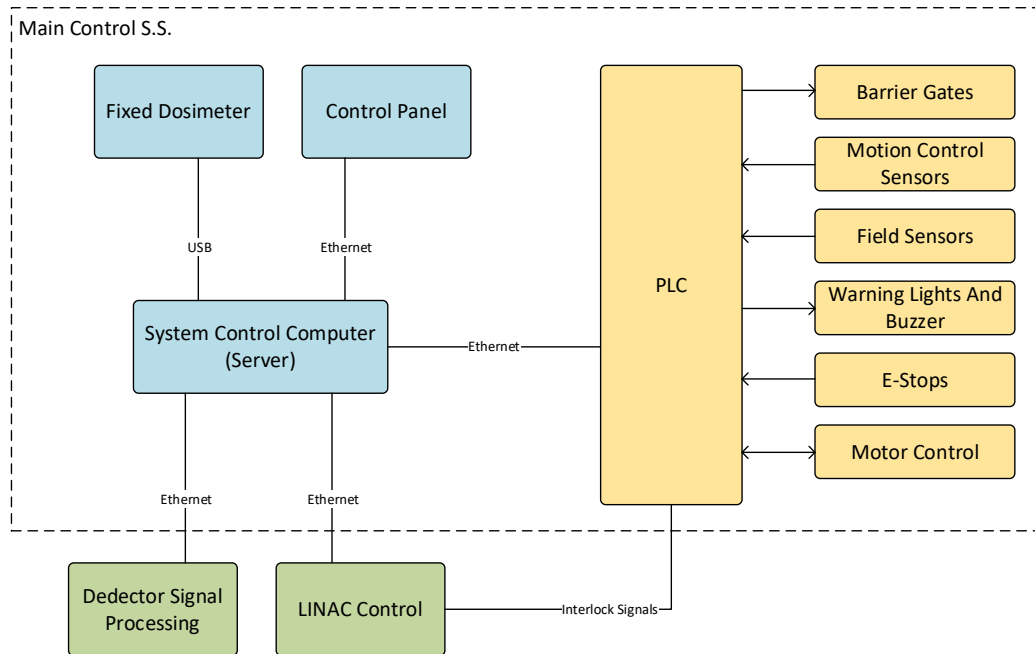 Main Control S.S.
Fixed Dosimeter
Control Panel
Barrier Gates
Motion Control
Sensors
USB
Ethernet
Field Sensors
PLC
System Control Computer
(Server)
Ethernet
Warning Lights And
Buzzer
E-Stops
Motor Control
Ethernet
Ethernet
Dedector Signal
Processing
LINAC Control
Interlock Signals